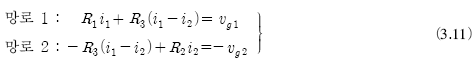 망로 1 : R₁i₁ + R₃(i₁ − i₂) = v_g1
망로 2 : −R₃(i₁ − i₂) + R₂i₂ = −v_g2
(3.11)